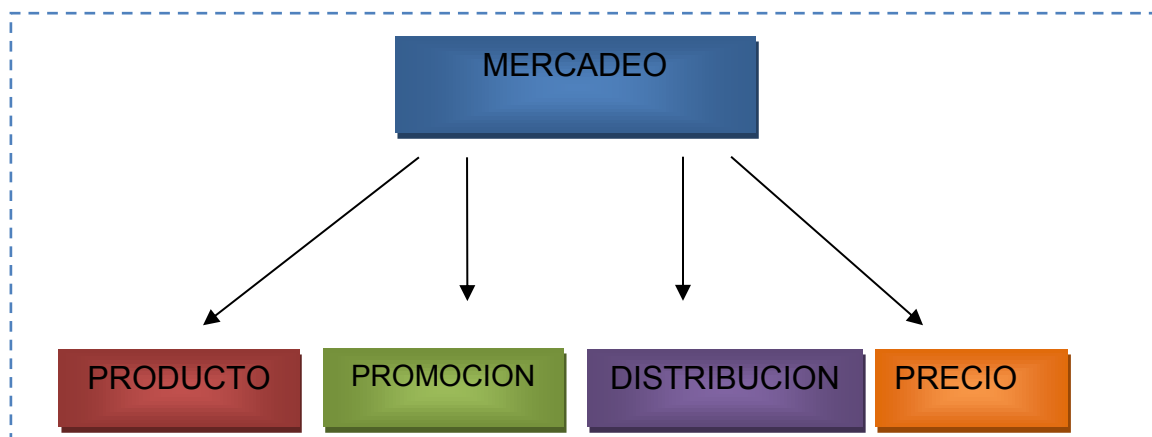 MERCADEO
PRODUCTO
PROMOCION
DISTRIBUCION
PRECIO